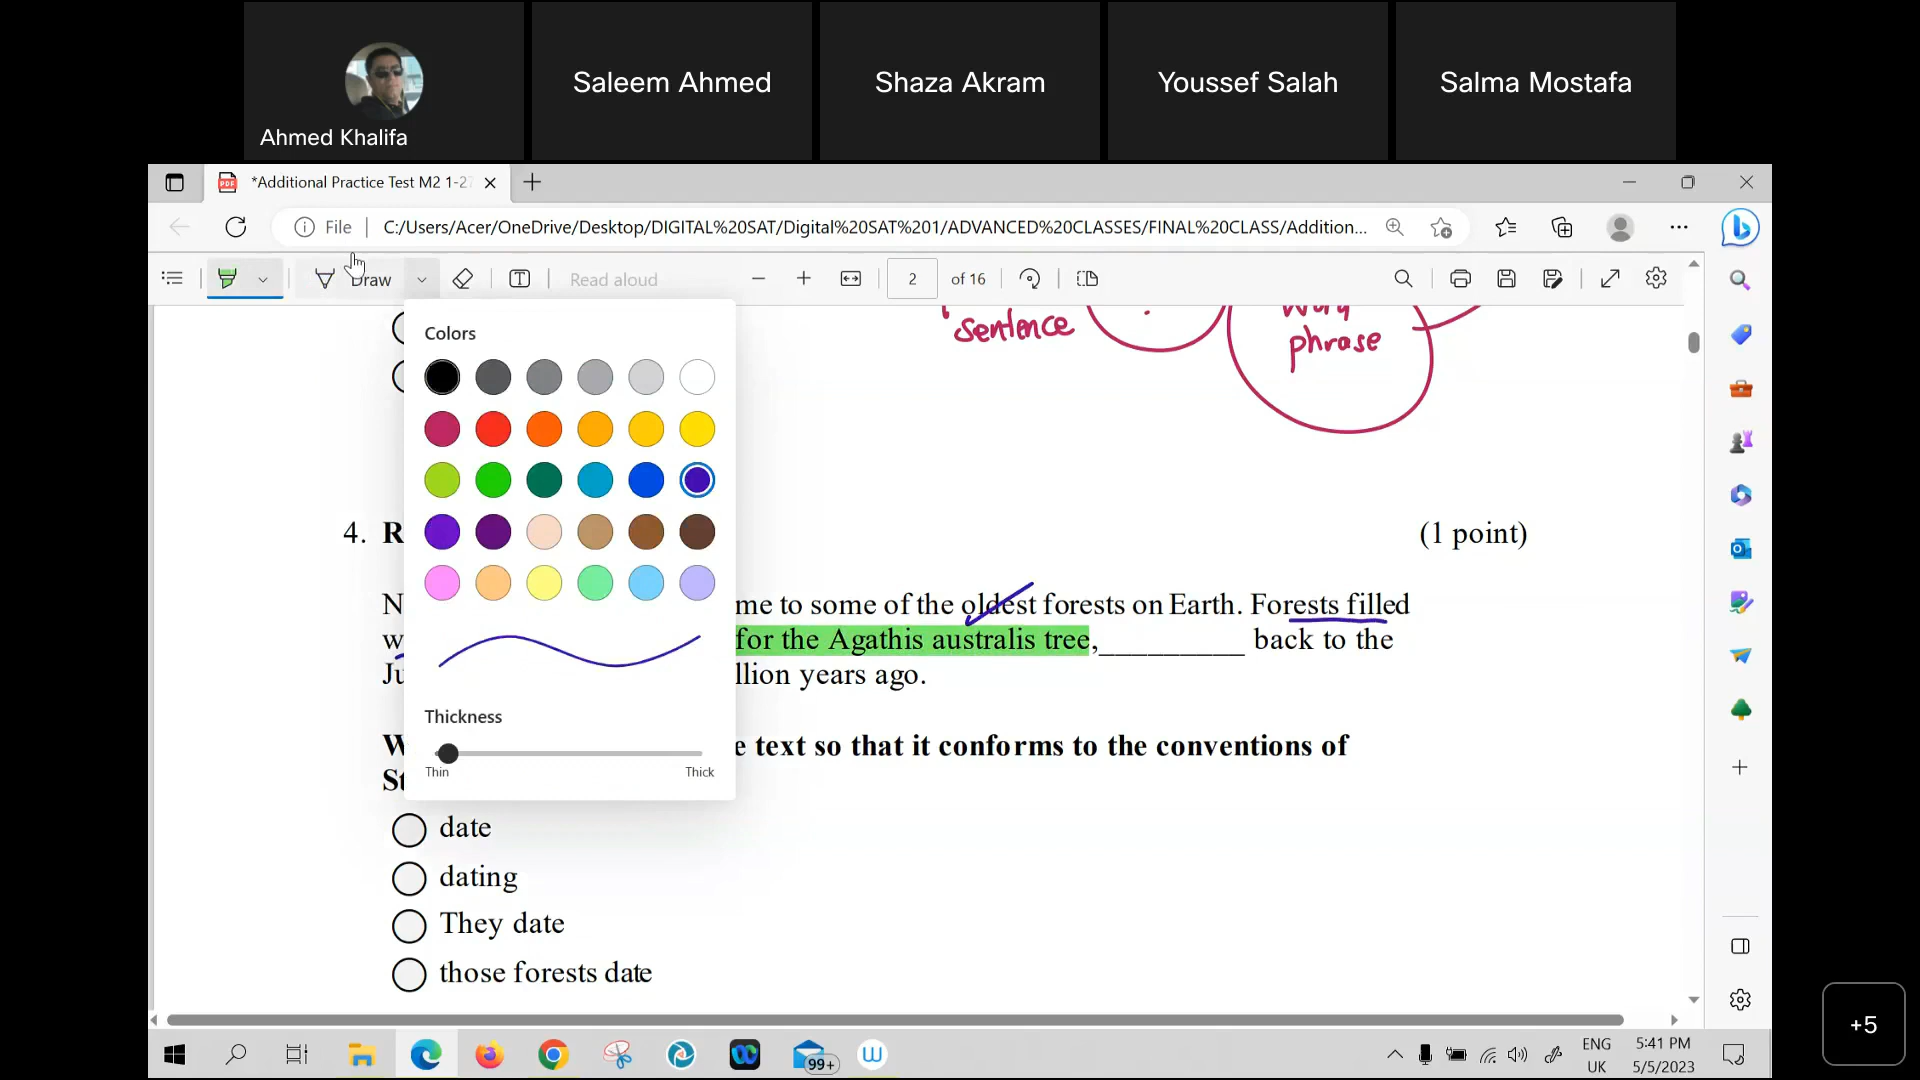 Ahmed Khalifa
Saleem Ahmed
Shaza Akram
Youssef Salah
Salma Mostafa
*Additional Practice Test M2 1-27
File
C:/Users/Acer/OneDrive/Desktop/DIGITAL%20SAT/Digital%20SAT%201/ADVANCED%20CLASSES/FINAL%20CLASS/Addition...
Draw
Read aloud
2
of 16
Colors
sentence
phrase
4. R
(1 point)
N
me to some of the oldest forests on Earth. Forests filled
w
for the Agathis australis tree,_________ back to the
Ju
llion years ago.
Thickness
Thin
Thick
W
e text so that it conforms to the conventions of
St
date
dating
They date
those forests date
+5
99+
ENG
UK
5:41 PM
5/5/2023